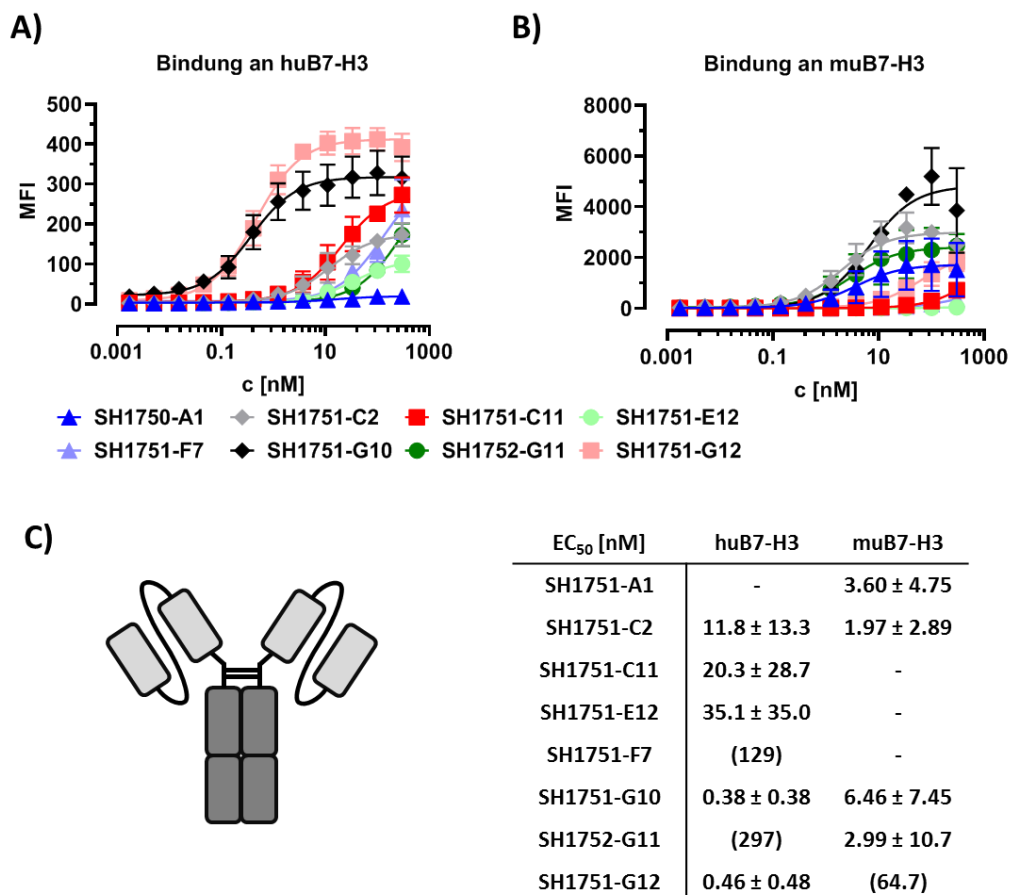 A)
Bindung an huB7-H3
500
400
300
200
100
0
MFI
0.001
0.1
10
1000
c [nM]
B)
Bindung an muB7-H3
8000
6000
4000
2000
0
MFI
0.001
0.1
10
1000
c [nM]
SH1750-A1 SH1751-C2 SH1751-C11 SH1751-E12
SH1751-F7 SH1751-G10 SH1752-G11 SH1751-G12
C)
EC50 [nM] huB7-H3 muB7-H3
SH1751-A1 - 3.60 ± 4.75
SH1751-C2 11.8 ± 13.3 1.97 ± 2.89
SH1751-C11 20.3 ± 28.7 -
SH1751-E12 35.1 ± 35.0 -
SH1751-F7 (129) -
SH1751-G10 0.38 ± 0.38 6.46 ± 7.45
SH1752-G11 (297) 2.99 ± 10.7
SH1751-G12 0.46 ± 0.48 (64.7)